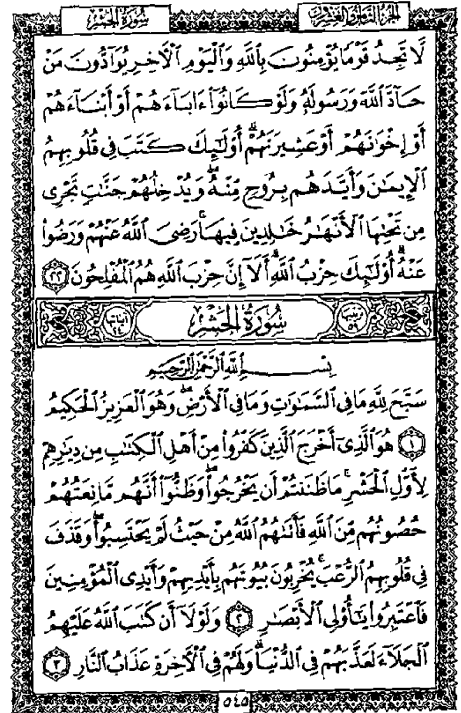 الجزء الثامن والعشرون سورة الحشر
لَّا تَجِدُ قَوْمًا يُؤْمِنُونَ بِٱللَّهِ وَٱلْيَوْمِ ٱلْأَخِرِ يُوَآدُّونَ مَنْ
حَآدَّ ٱللَّهَ وَرَسُولَهُۥ وَلَوْ كَانُوٓا۟ ءَابَآءَهُمْ أَوْ أَبْنَآءَهُمْ
أَوْ إِخْوَٰنَهُمْ أَوْ عَشِيرَتَهُمْ ۚ أُو۟لَٰٓئِكَ كَتَبَ فِى قُلُوبِهِمُ
ٱلْإِيمَٰنَ وَأَيَّدَهُم بِرُوحٍ مِّنْهُ ۖ وَيُدْخِلُهُمْ جَنَّٰتٍ تَجْرِى
مِن تَحْتِهَا ٱلْأَنْهَٰرُ خَٰلِدِينَ فِيهَا ۚ رَضِىَ ٱللَّهُ عَنْهُمْ وَرَضُوا۟
عَنْهُ ۚ أُو۟لَٰٓئِكَ حِزْبُ ٱللَّهِ ۚ أَلَآ إِنَّ حِزْبَ ٱللَّهِ هُمُ ٱلْمُفْلِحُونَ ٢٢
ترتيبها ٥٩ سُورَةُ الحَشْرِ آياتها ٢٤
بِسْمِ ٱللَّهِ ٱلرَّحْمَٰنِ ٱلرَّحِيمِ
سَبَّحَ لِلَّهِ مَا فِى ٱلسَّمَٰوَٰتِ وَمَا فِى ٱلْأَرْضِ ۖ وَهُوَ ٱلْعَزِيزُ ٱلْحَكِيمُ
١ هُوَ ٱلَّذِىٓ أَخْرَجَ ٱلَّذِينَ كَفَرُوا۟ مِنْ أَهْلِ ٱلْكِتَٰبِ مِن دِيَٰرِهِمْ
لِأَوَّلِ ٱلْحَشْرِ ۚ مَا ظَنَنتُمْ أَن يَخْرُجُوا۟ ۖ وَظَنُّوٓا۟ أَنَّهُم مَّانِعَتُهُمْ
حُصُونُهُم مِّنَ ٱللَّهِ فَأَتَىٰهُمُ ٱللَّهُ مِنْ حَيْثُ لَمْ يَحْتَسِبُوا۟ ۖ وَقَذَفَ
فِى قُلُوبِهِمُ ٱلرُّعْبَ ۚ يُخْرِبُونَ بُيُوتَهُم بِأَيْدِيهِمْ وَأَيْدِى ٱلْمُؤْمِنِينَ
فَٱعْتَبِرُوا۟ يَٰٓأُو۟لِى ٱلْأَبْصَٰرِ ٢ وَلَوْلَآ أَن كَتَبَ ٱللَّهُ عَلَيْهِمُ
ٱلْجَلَآءَ لَعَذَّبَهُمْ فِى ٱلدُّنْيَا ۖ وَلَهُمْ فِى ٱلْأَخِرَةِ عَذَابُ ٱلنَّارِ ٣
٥٤٥